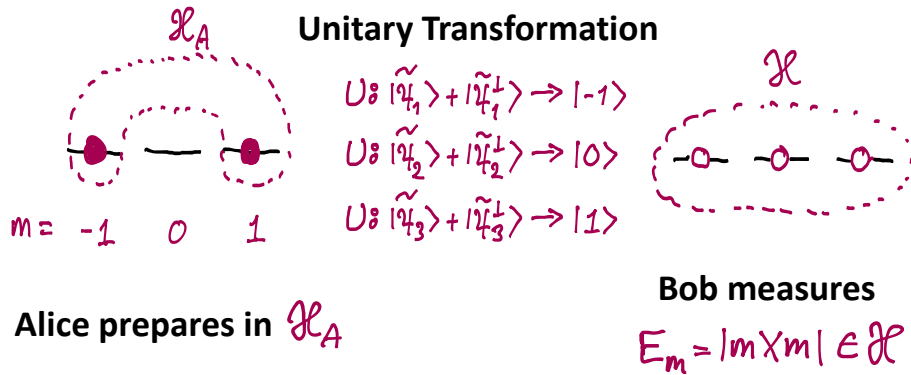 ℋ_A
Unitary Transformation
U: |ψ̃₁⟩ + |ψ̃₁^⊥⟩ → |-1⟩
U: |ψ̃₂⟩ + |ψ̃₂^⊥⟩ → |0⟩
U: |ψ̃₃⟩ + |ψ̃₃^⊥⟩ → |1⟩
ℋ
m = -1 0 1
Alice prepares in ℋ_A
Bob measures
E_m = |m⟩⟨m| ∈ ℋ